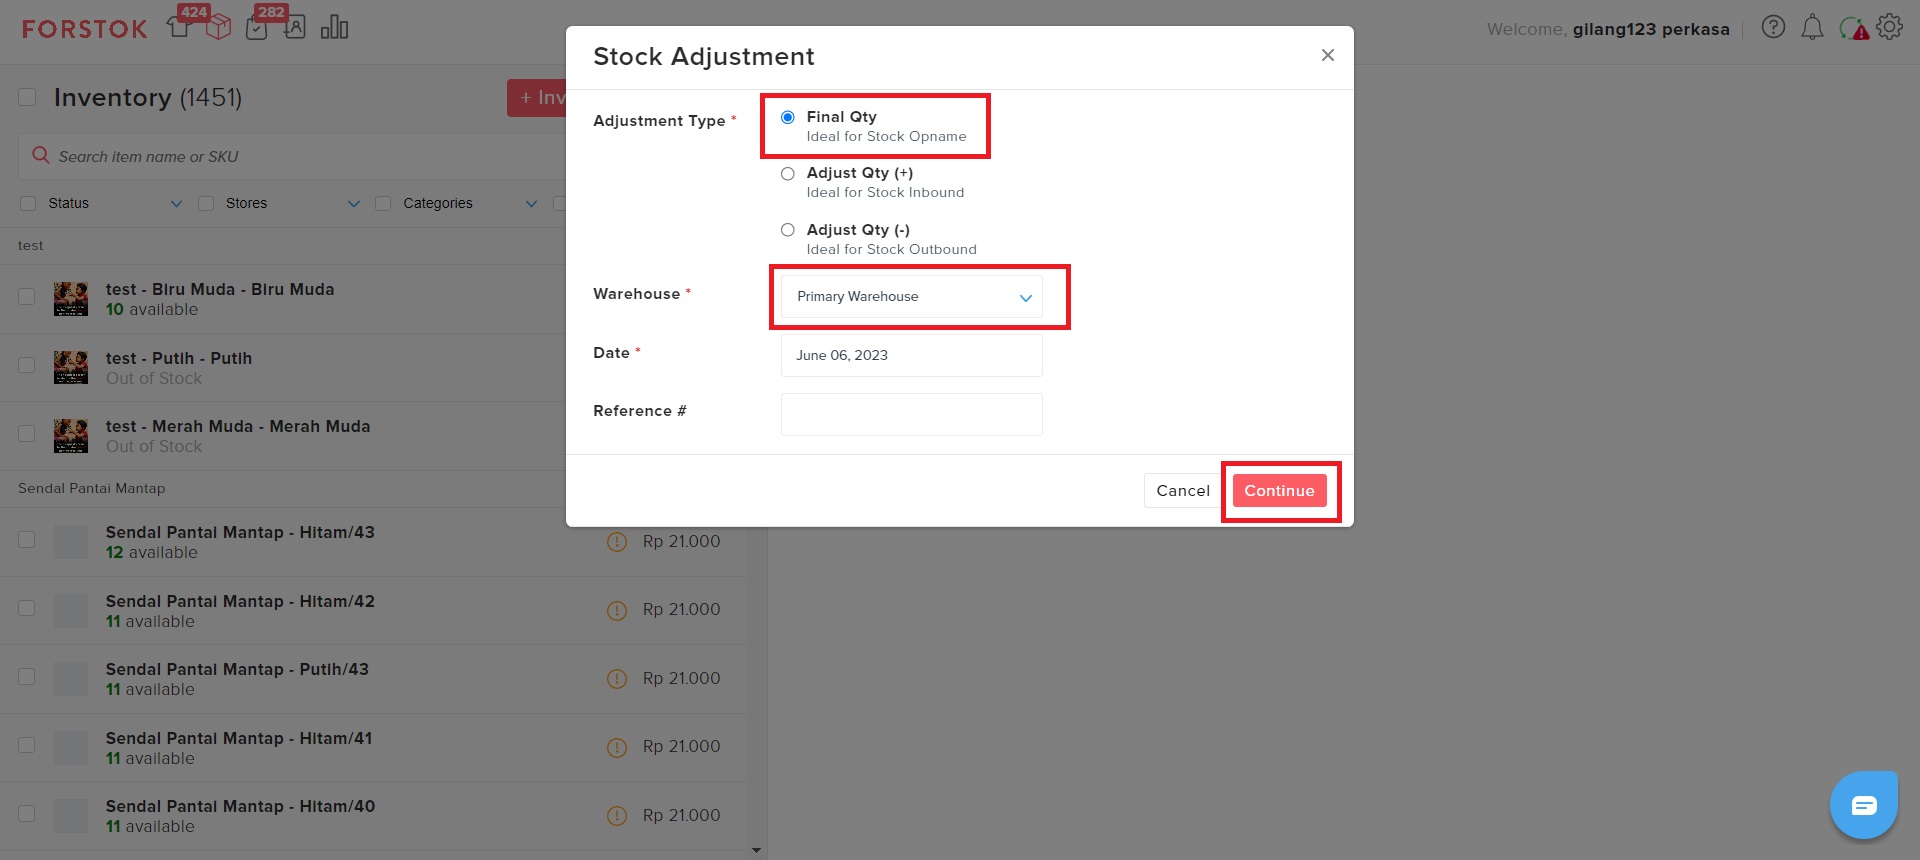 FORSTOK
424
282
Welcome, gilang123 perkasa
Inventory (1451)
+ Inv
Search item name or SKU
Status
Stores
Categories
test
test - Biru Muda - Biru Muda
10 available
test - Putih - Putih
Out of Stock
test - Merah Muda - Merah Muda
Out of Stock
Sendal Pantai Mantap
Sendal Pantai Mantap - Hitam/43
12 available
Rp 21.000
Sendal Pantai Mantap - Hitam/42
11 available
Rp 21.000
Sendal Pantai Mantap - Putih/43
11 available
Rp 21.000
Sendal Pantai Mantap - Hitam/41
11 available
Rp 21.000
Sendal Pantai Mantap - Hitam/40
11 available
Rp 21.000
Stock Adjustment
Adjustment Type *
Final Qty
Ideal for Stock Opname
Adjust Qty (+)
Ideal for Stock Inbound
Adjust Qty (-)
Ideal for Stock Outbound
Warehouse *
Primary Warehouse
Date *
June 06, 2023
Reference #
Cancel
Continue